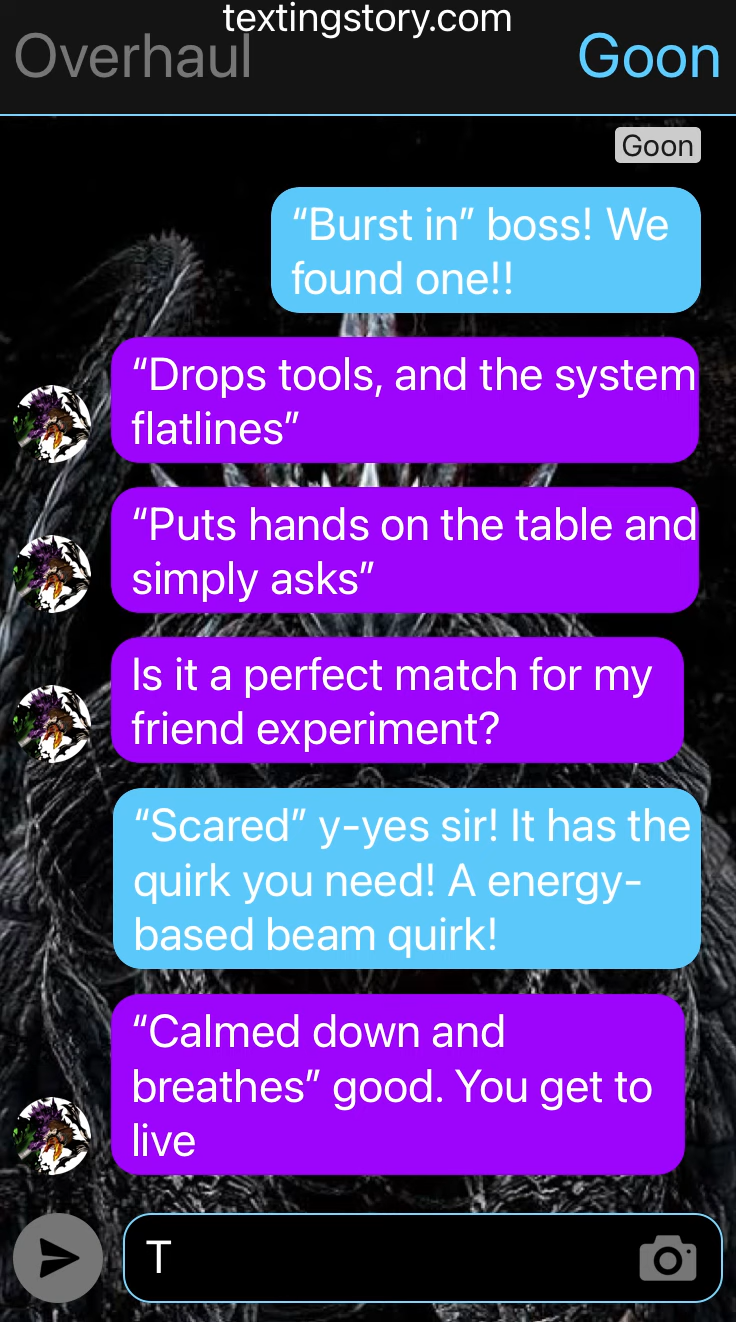 textingstory.com
Overhaul
Goon
Goon
“Burst in” boss! We
found one!!
“Drops tools, and the system
flatlines”
“Puts hands on the table and
simply asks”
Is it a perfect match for my
friend experiment?
“Scared” y-yes sir! It has the
quirk you need! A energy-
based beam quirk!
“Calmed down and
breathes” good. You get to
live
T